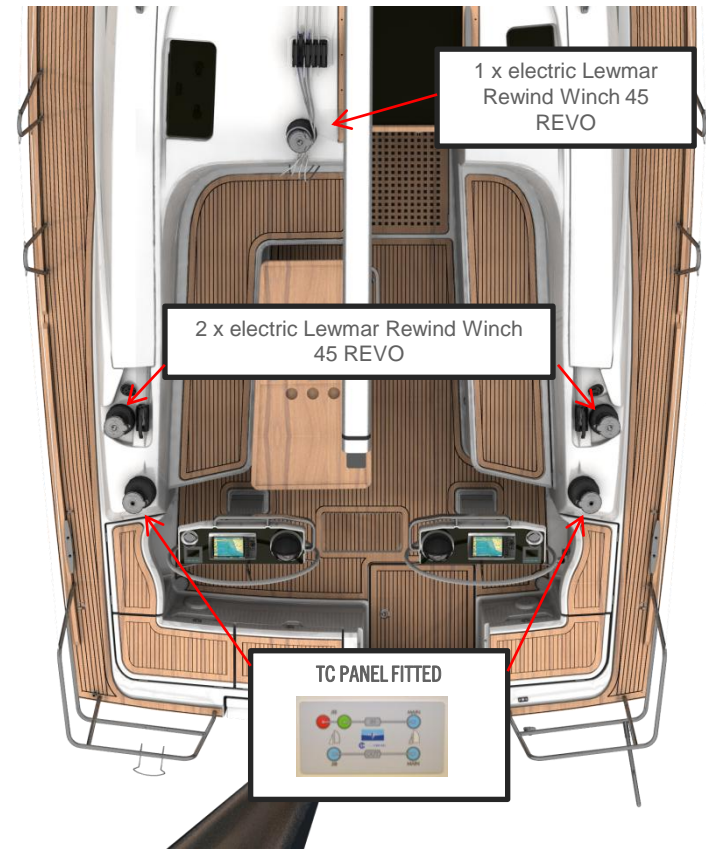 1 x electric Lewmar
Rewind Winch 45
REVO
2 x electric Lewmar Rewind Winch
45 REVO
TC PANEL FITTED